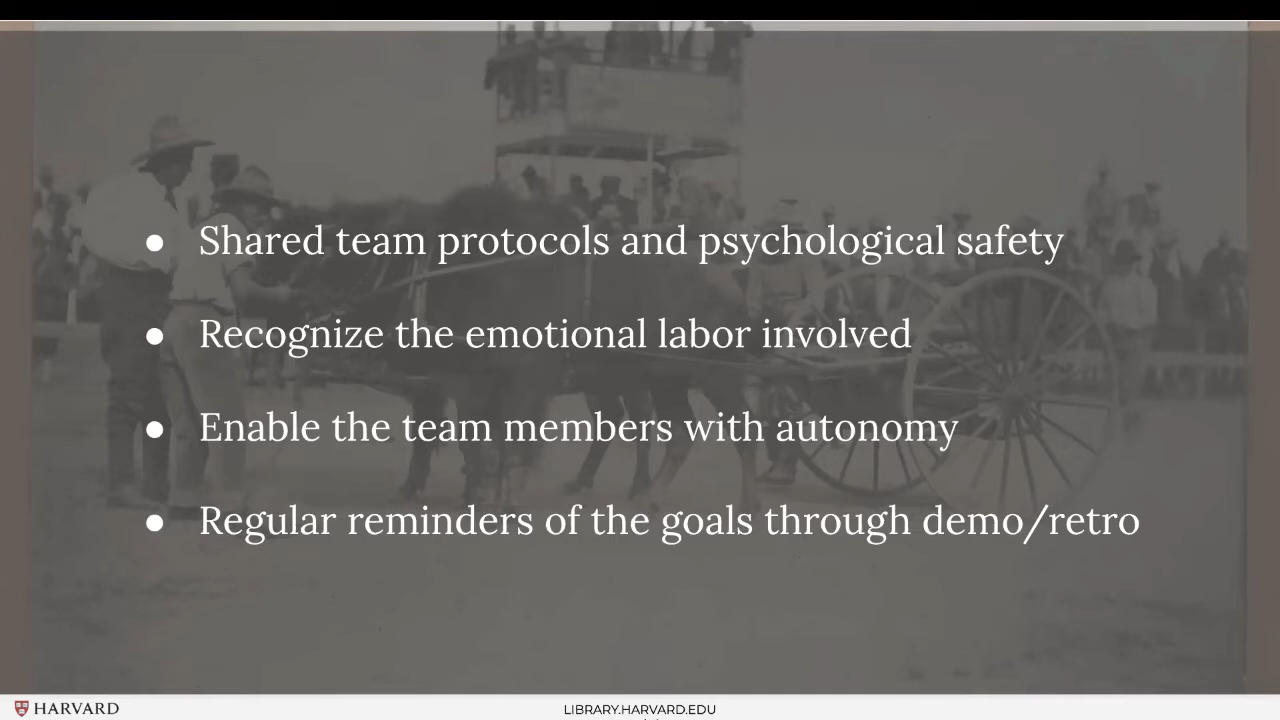 ● Shared team protocols and psychological safety
● Recognize the emotional labor involved
● Enable the team members with autonomy
● Regular reminders of the goals through demo/retro
HARVARD
LIBRARY.HARVARD.EDU